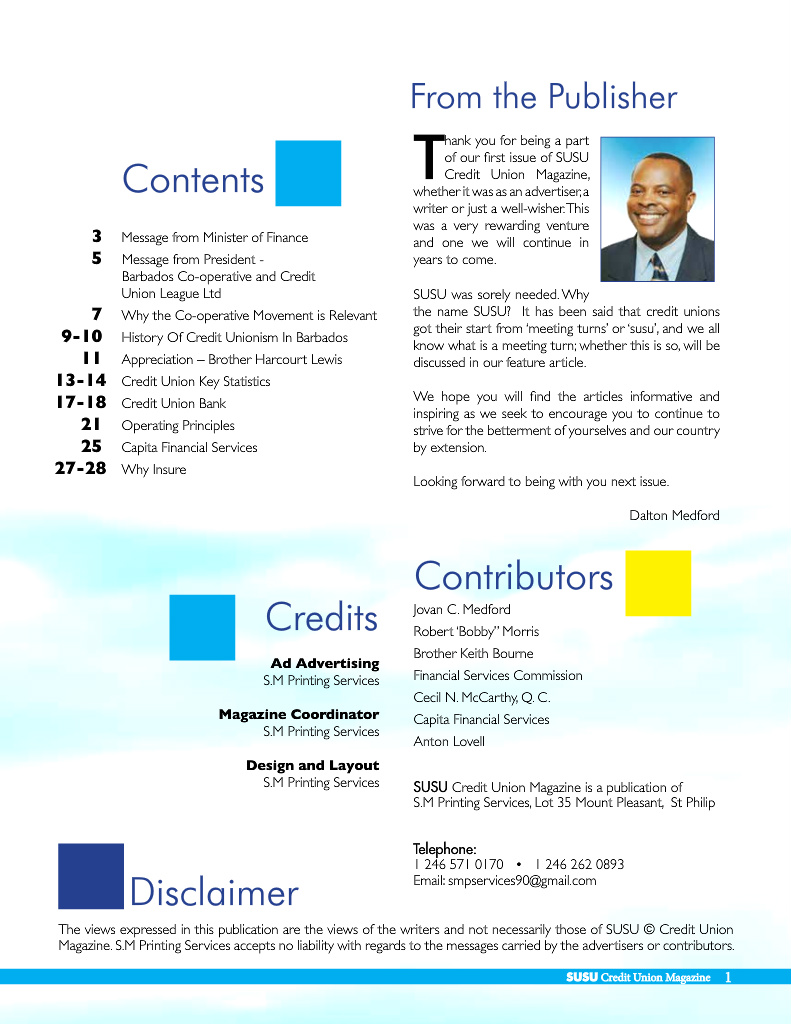 Contents
3 Message from Minister of Finance
5 Message from President -
Barbados Co-operative and Credit
Union League Ltd
7 Why the Co-operative Movement is Relevant
9-10 History Of Credit Unionism In Barbados
11 Appreciation – Brother Harcourt Lewis
13-14 Credit Union Key Statistics
17-18 Credit Union Bank
21 Operating Principles
25 Capita Financial Services
27-28 Why Insure
From the Publisher
Thank you for being a part
of our first issue of SUSU
Credit Union Magazine,
whether it was as an advertiser, a
writer or just a well-wisher. This
was a very rewarding venture
and one we will continue in
years to come.
SUSU was sorely needed. Why
the name SUSU? It has been said that credit unions
got their start from ‘meeting turns’ or ‘susu’, and we all
know what is a meeting turn; whether this is so, will be
discussed in our feature article.
We hope you will find the articles informative and
inspiring as we seek to encourage you to continue to
strive for the betterment of yourselves and our country
by extension.
Looking forward to being with you next issue.
Dalton Medford
Credits
Ad Advertising
S.M Printing Services
Magazine Coordinator
S.M Printing Services
Design and Layout
S.M Printing Services
Contributors
Jovan C. Medford
Robert ‘Bobby” Morris
Brother Keith Bourne
Financial Services Commission
Cecil N. McCarthy, Q. C.
Capita Financial Services
Anton Lovell
SUSU Credit Union Magazine is a publication of
S.M Printing Services, Lot 35 Mount Pleasant, St Philip
Telephone:
1 246 571 0170 • 1 246 262 0893
Email: smpservices90@gmail.com
Disclaimer
The views expressed in this publication are the views of the writers and not necessarily those of SUSU © Credit Union
Magazine. S.M Printing Services accepts no liability with regards to the messages carried by the advertisers or contributors.
SUSU Credit Union Magazine 1